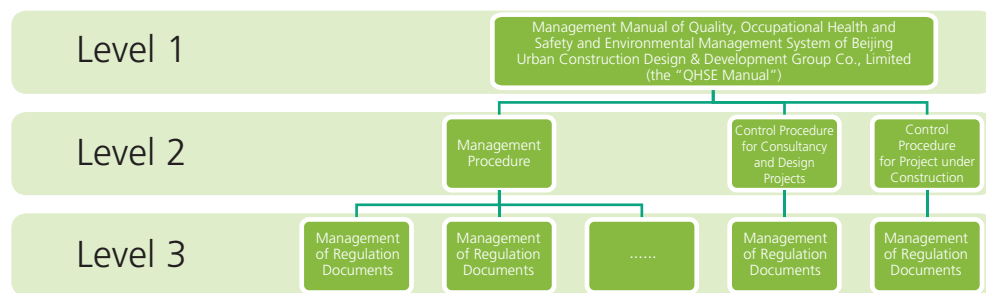 Level 1
Management Manual of Quality, Occupational Health and
Safety and Environmental Management System of Beijing
Urban Construction Design & Development Group Co., Limited
(the “QHSE Manual”)
Level 2
Management
Procedure
Control Procedure
for Consultancy
and Design
Projects
Control
Procedure
for Project under
Construction
Level 3
Management
of Regulation
Documents
Management
of Regulation
Documents
......
Management
of Regulation
Documents
Management
of Regulation
Documents